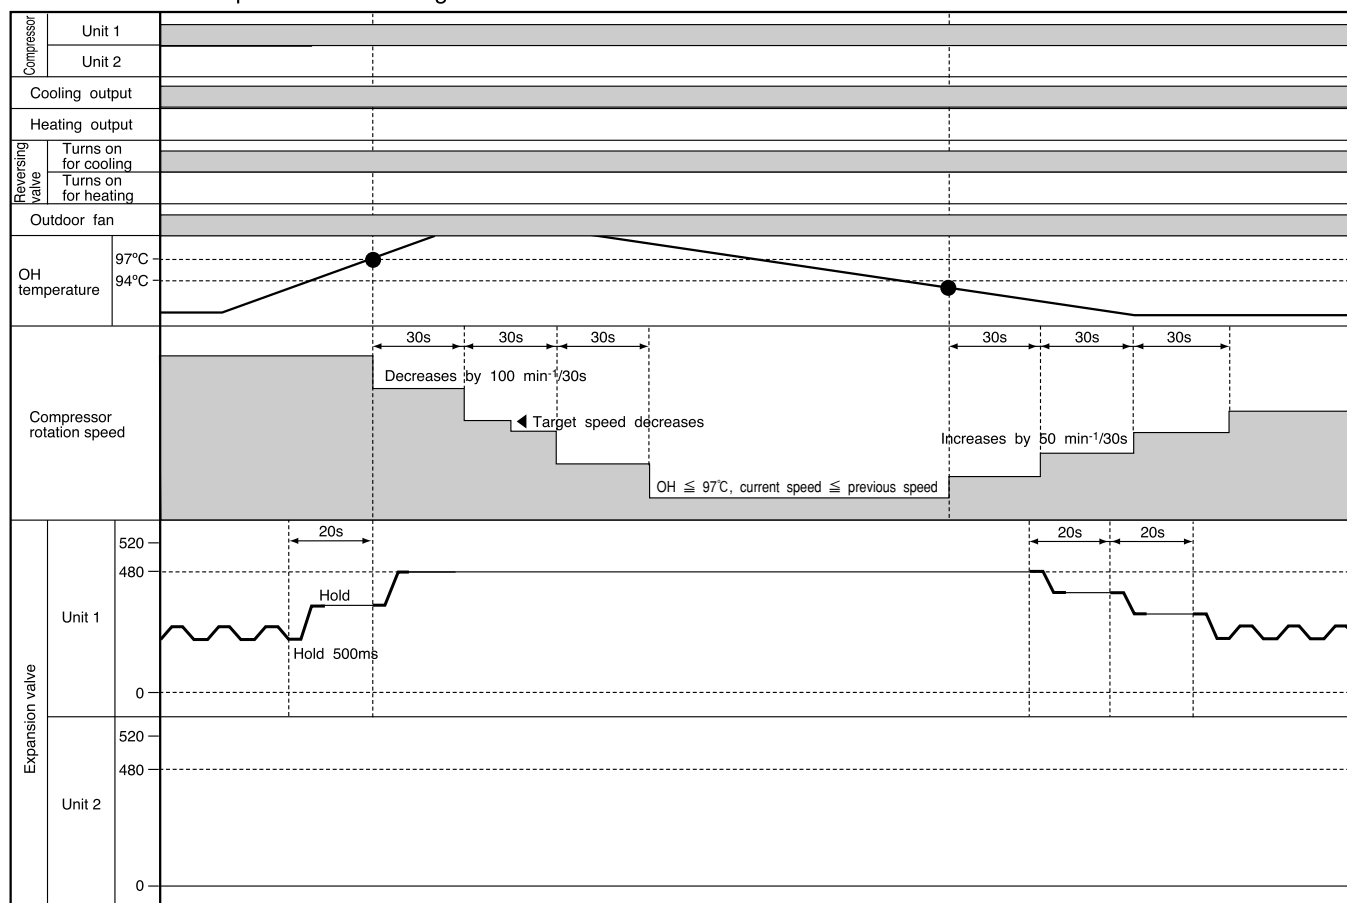 Compressor
Unit 1
Unit 2
Cooling output
Heating output
Reversing
valve
Turns on
for cooling
Turns on
for heating
Outdoor fan
OH
temperature
97°C
94°C
30s 30s 30s 30s 30s 30s
Decreases by 100 min-1/30s
Target speed decreases
Compressor
rotation speed
Increases by 50 min-1/30s
OH ≦ 97℃, current speed ≦ previous speed
Expansion valve
Unit 1
520
480
0
20s 20s 20s
Hold
Hold 500ms
Unit 2
520
480
0